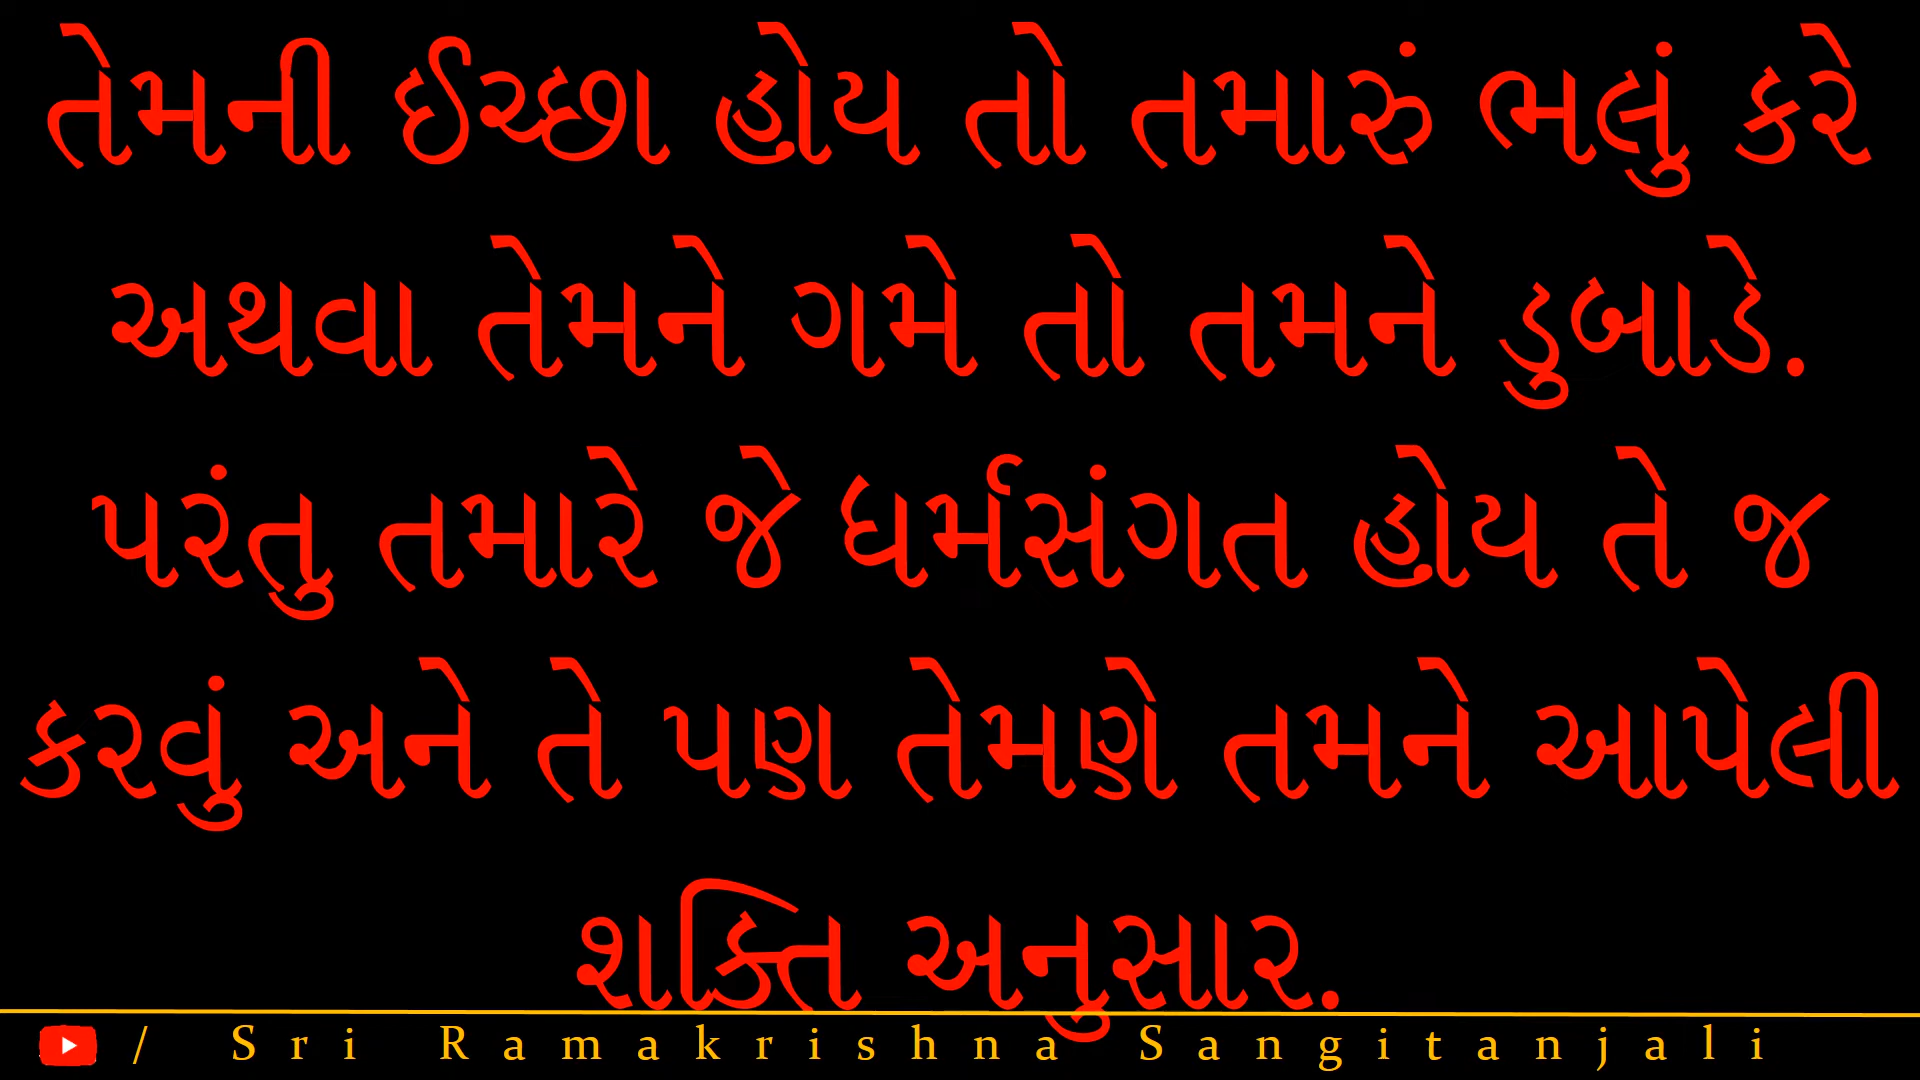 તેમની ઈચ્છા હોય તો તમારું ભલું કરે
અથવા તેમને ગમે તો તમને ડુબાડે.
પરંતુ તમારે જે ધર્મસંગત હોય તે જ
કરવું અને તે પણ તેમણે તમને આપેલી
શક્તિ અનુસાર.
/ Sri Ramakrishna Sangitanjali